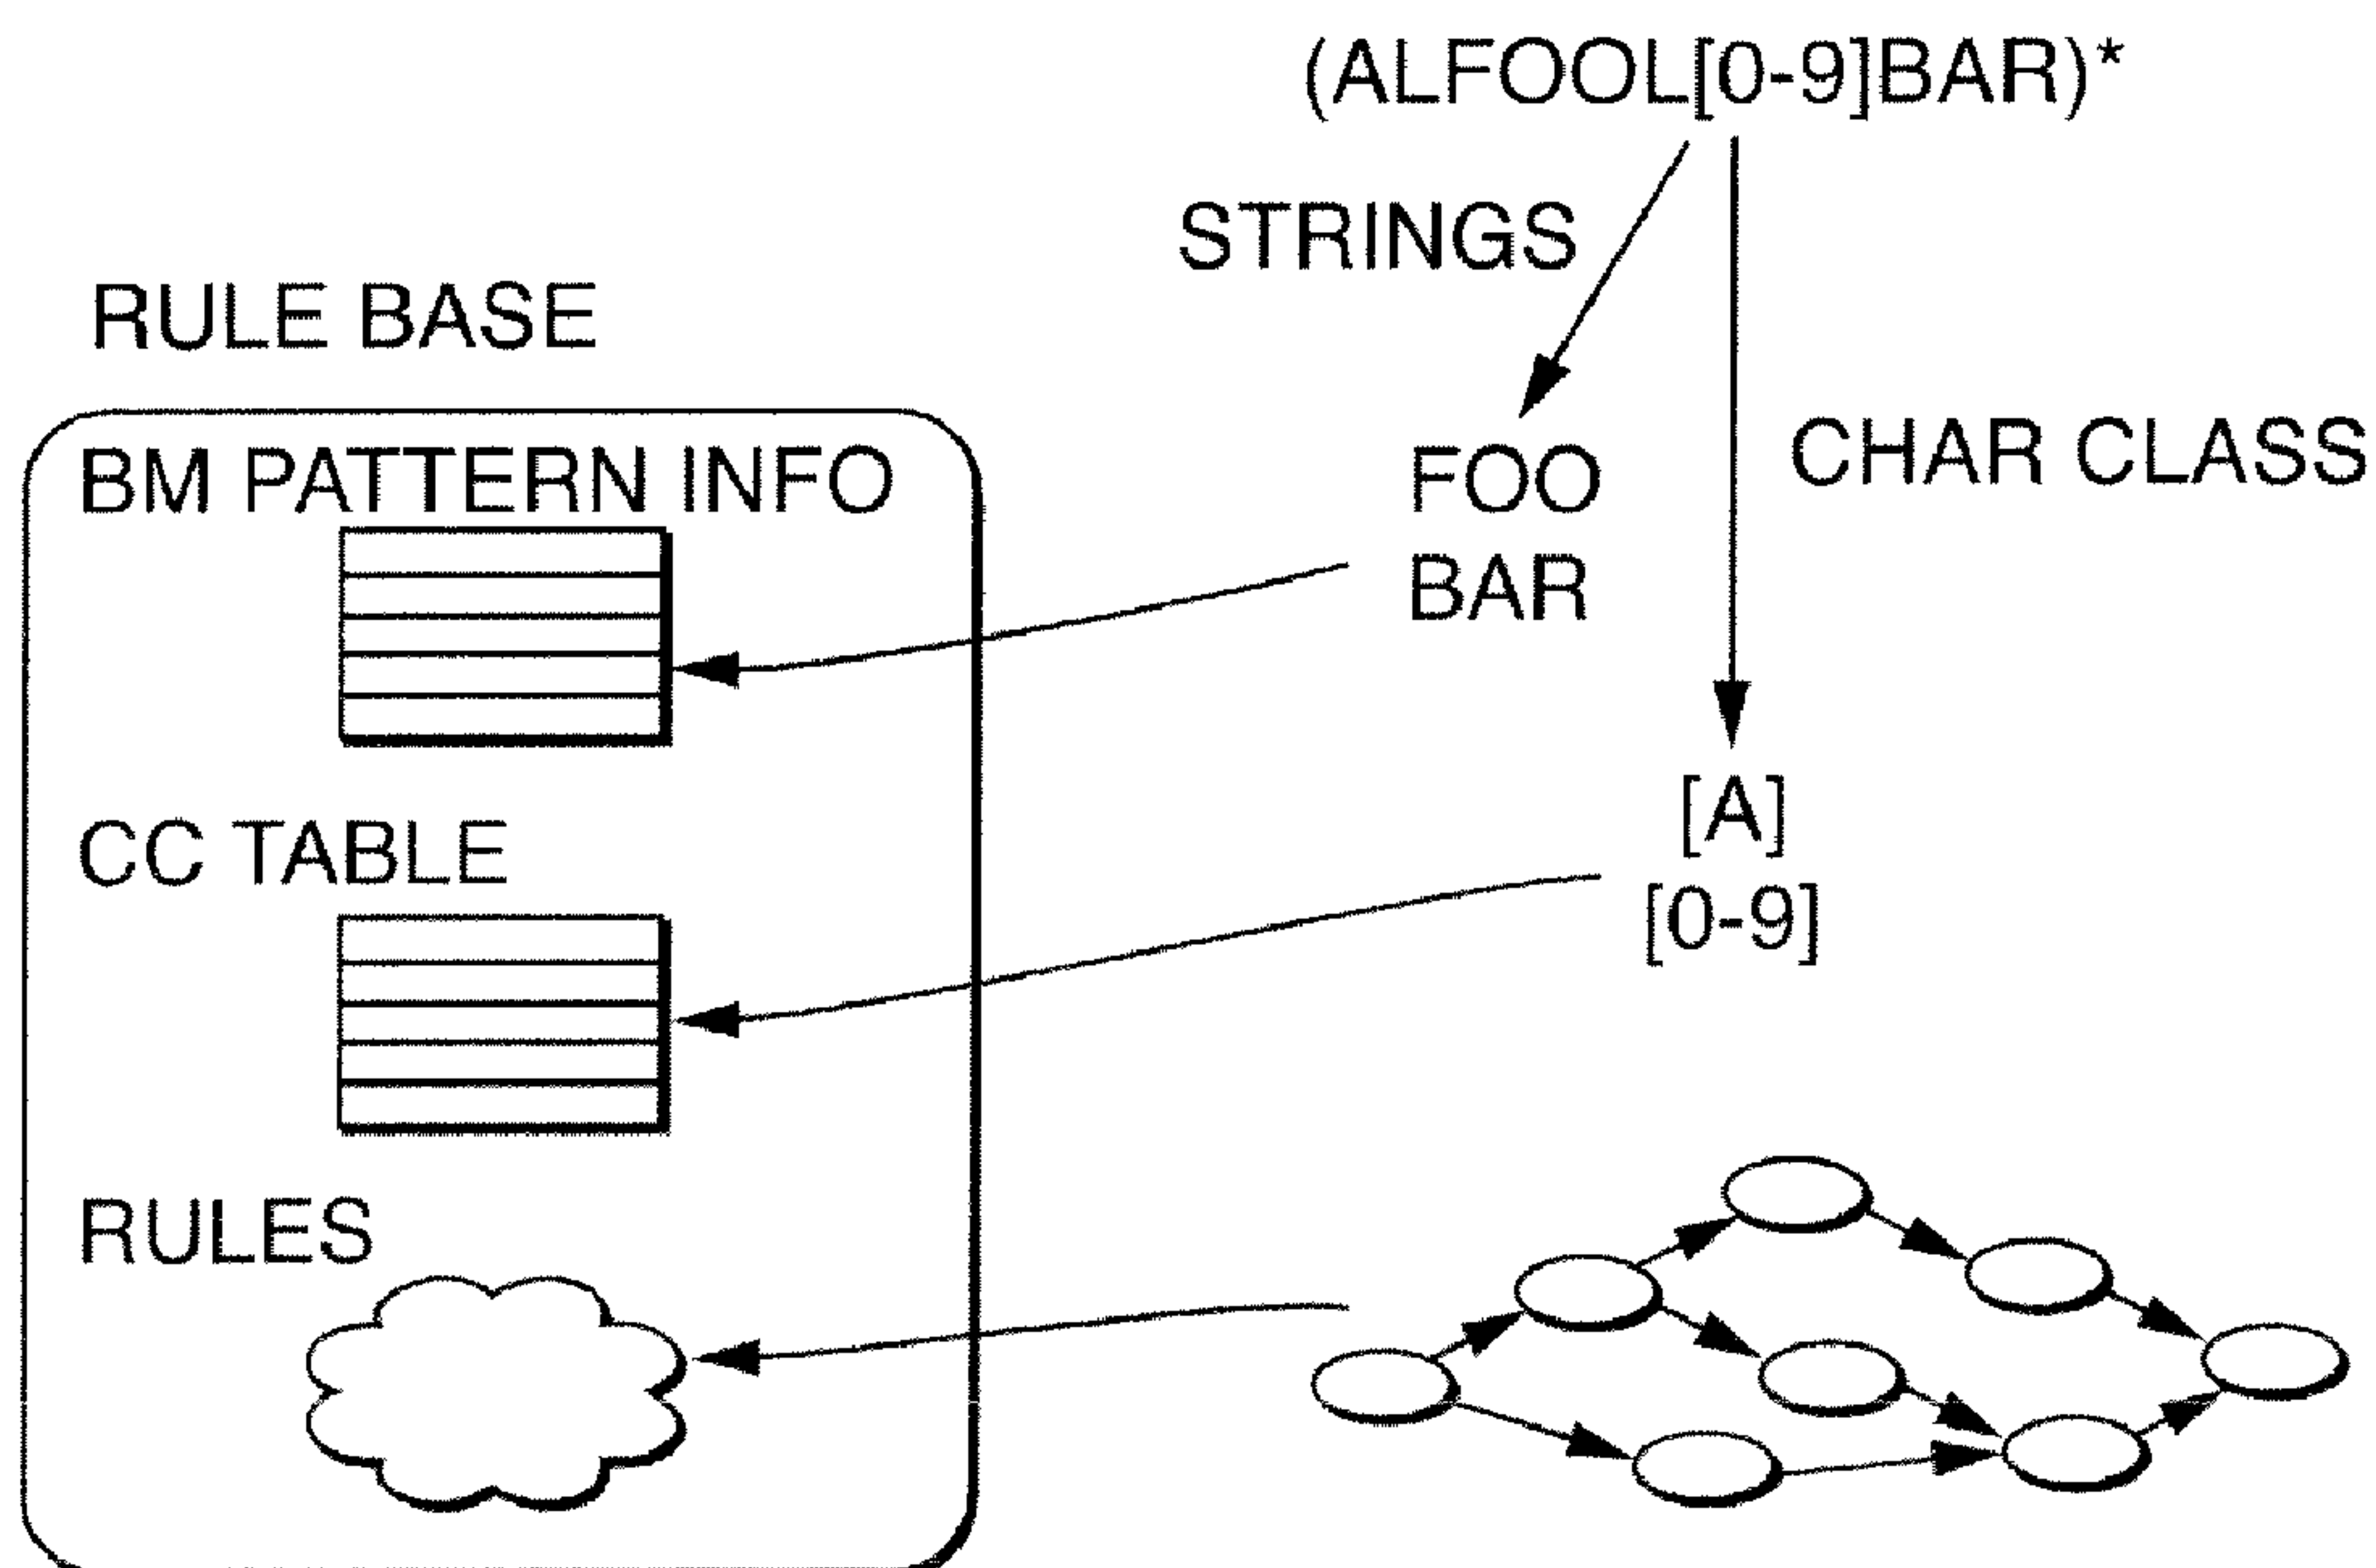 (ALFOOL[0-9]BAR)*
STRINGS
RULE BASE
CHAR CLASS
BM PATTERN INFO
FOO
BAR
[A]
CC TABLE
[0-9]
RULES